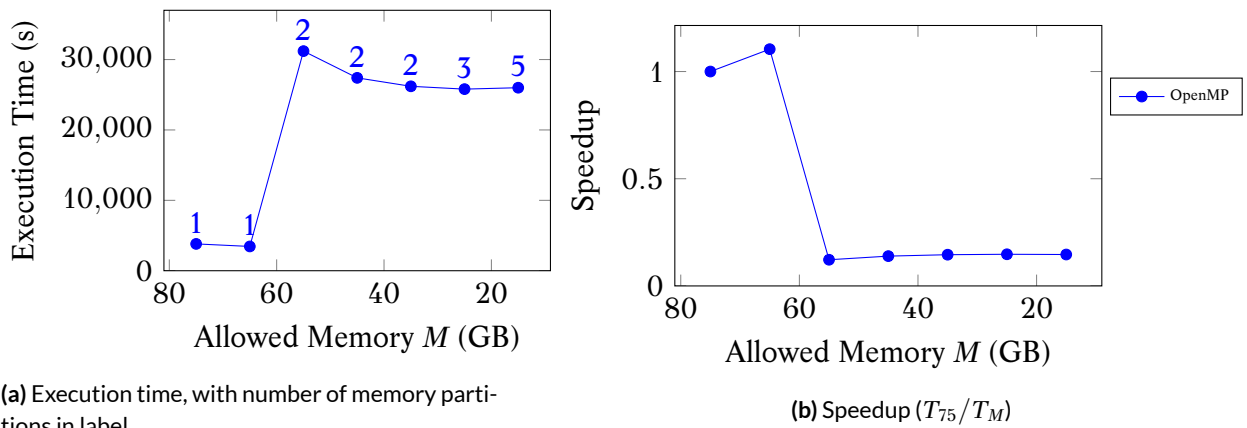 Execution Time (s)
30,000
20,000
10,000
0
1
1
2
2
2
3
5
80
60
40
20
Allowed Memory M (GB)
(a) Execution time, with number of memory parti-
tions in label
Speedup
1
0.5
0
80
60
40
20
Allowed Memory M (GB)
(b) Speedup (T75/TM)
OpenMP